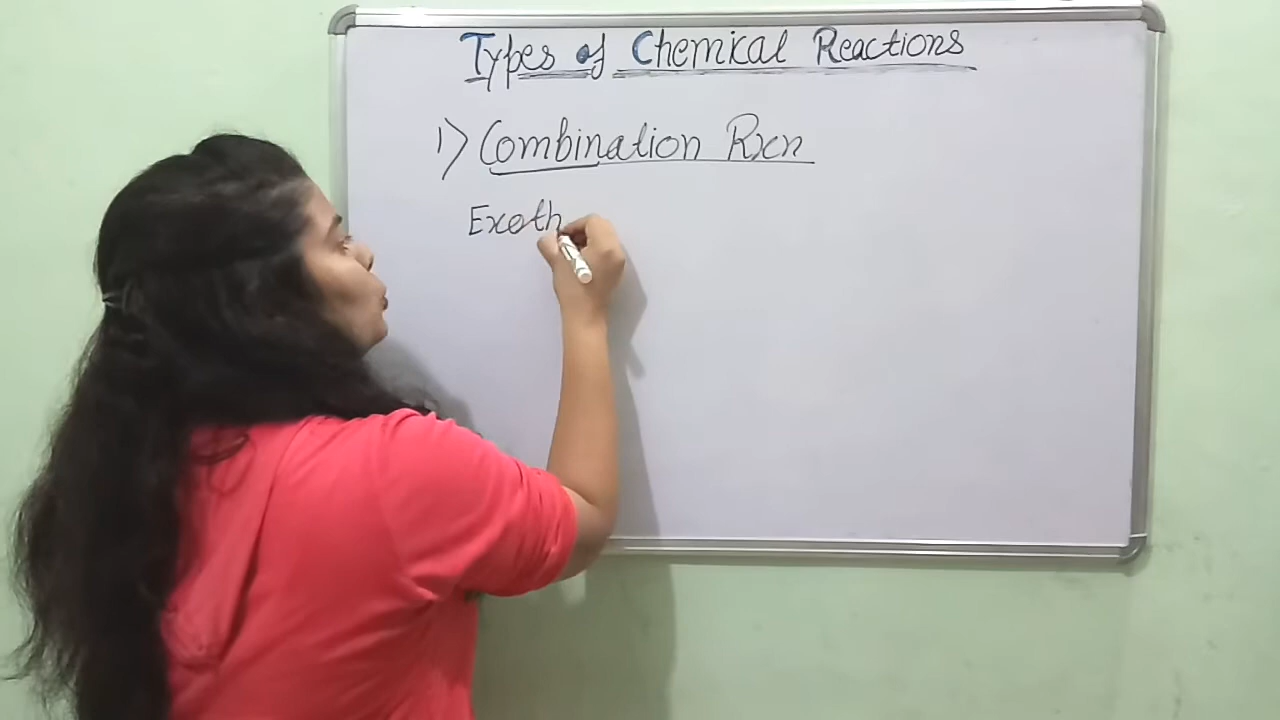 Types of Chemical Reactions
1) Combination Rxn
Exoth